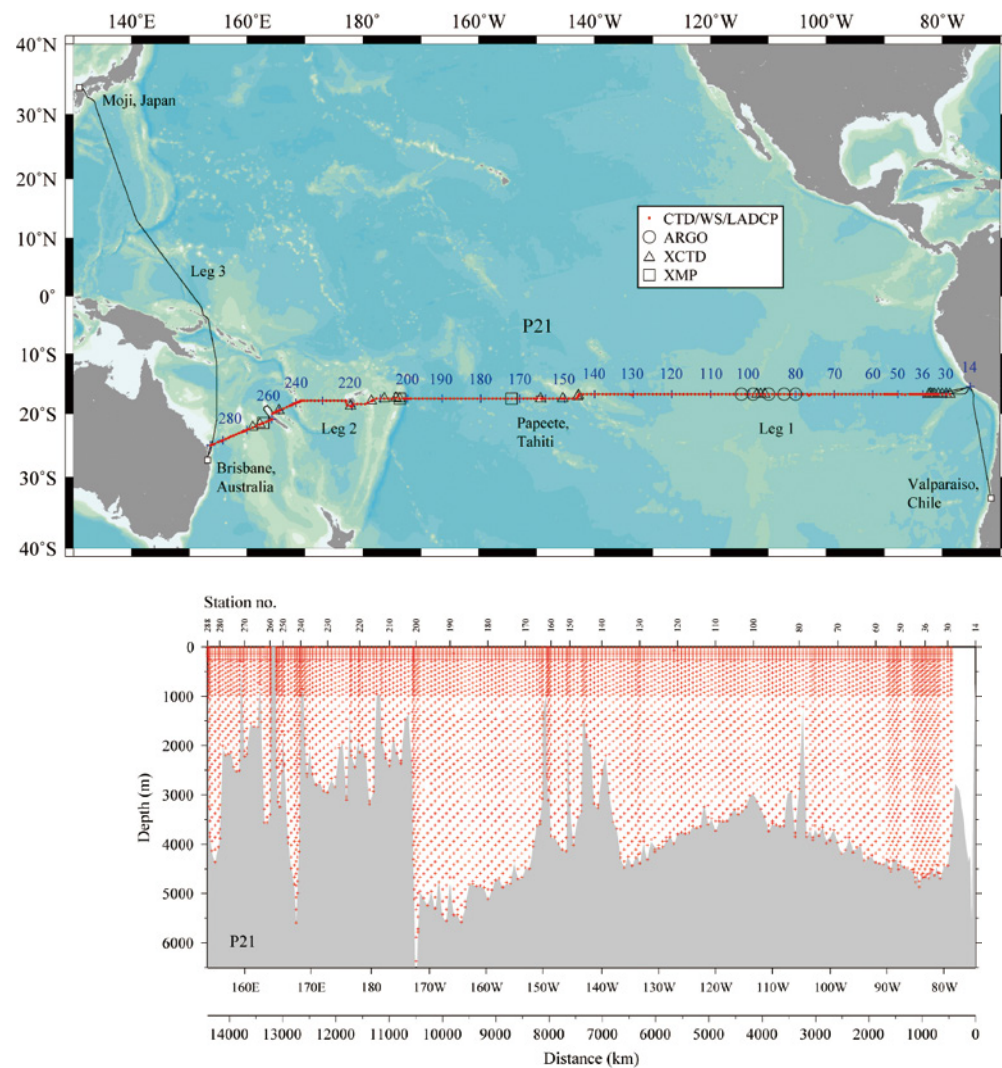 140°E 160°E 180° 160°W 140°W 120°W 100°W 80°W
40°N
30°N
20°N
10°N
0°
10°S
20°S
30°S
40°S
Moji, Japan
Leg 3
CTD/WS/LADCP
ARGO
XCTD
XMP
P21
280 260 240 220 200 190 180 170 150 140 130 120 110 100 90 80 70 60 50 36 30 14
Leg 2
Papeete,
Tahiti
Leg 1
Brisbane,
Australia
Valparaiso,
Chile
Station no.
288 280 270 260 250 240 230 220 210 200 190 180 170 160 150 140 130 120 110 100 90 80 70 60 50 36 30 14
0
1000
2000
3000
4000
5000
6000
Depth (m)
P21
160E 170E 180 170W 160W 150W 140W 130W 120W 110W 100W 90W 80W
14000 13000 12000 11000 10000 9000 8000 7000 6000 5000 4000 3000 2000 1000 0
Distance (km)